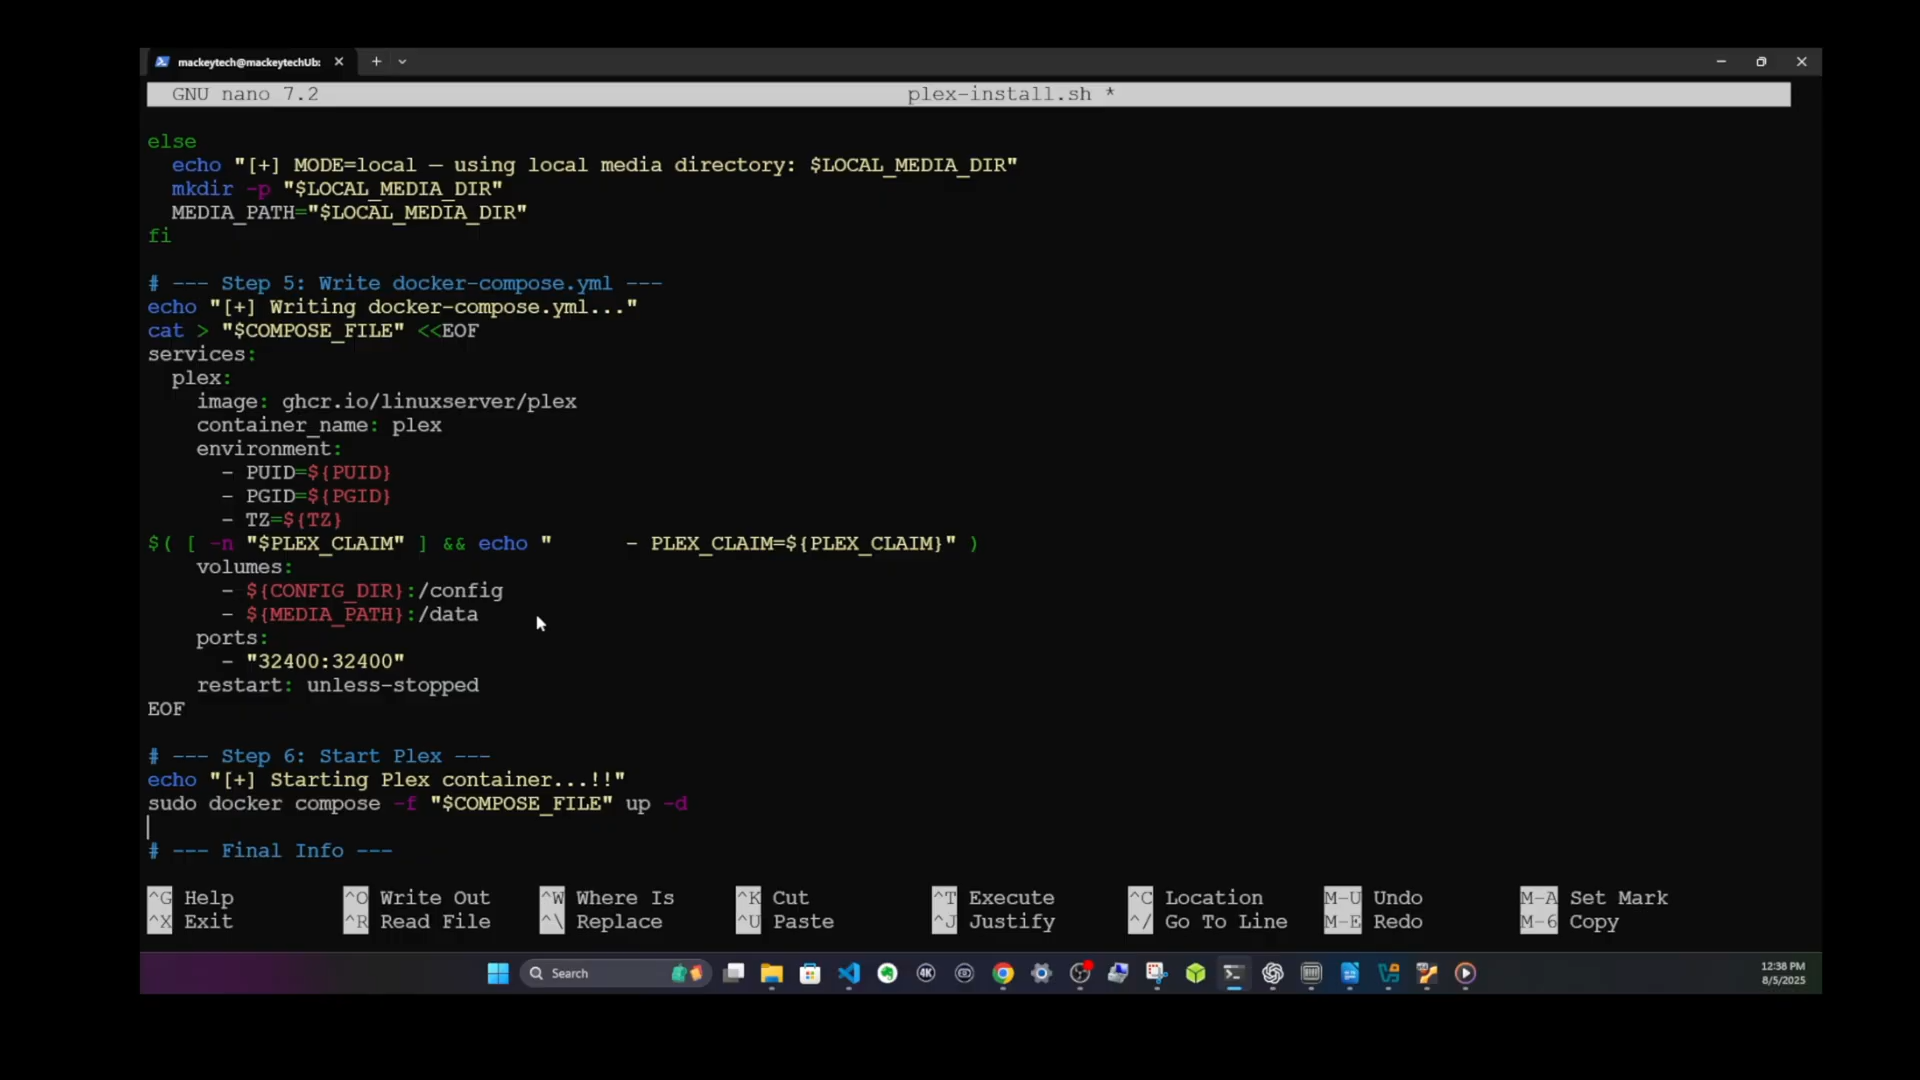 mackeytech@mackeytechUb:
GNU nano 7.2 plex-install.sh *
else
  echo "[+] MODE=local — using local media directory: $LOCAL_MEDIA_DIR"
  mkdir -p "$LOCAL_MEDIA_DIR"
  MEDIA_PATH="$LOCAL_MEDIA_DIR"
fi
# --- Step 5: Write docker-compose.yml ---
echo "[+] Writing docker-compose.yml..."
cat > "$COMPOSE_FILE" <<EOF
services:
  plex:
    image: ghcr.io/linuxserver/plex
    container_name: plex
    environment:
      - PUID=${PUID}
      - PGID=${PGID}
      - TZ=${TZ}
$( [ -n "$PLEX_CLAIM" ] && echo "      - PLEX_CLAIM=${PLEX_CLAIM}" )
    volumes:
      - ${CONFIG_DIR}:/config
      - ${MEDIA_PATH}:/data
    ports:
      - "32400:32400"
    restart: unless-stopped
EOF
# --- Step 6: Start Plex ---
echo "[+] Starting Plex container...!!"
sudo docker compose -f "$COMPOSE_FILE" up -d
# --- Final Info ---
^G Help ^O Write Out ^W Where Is ^K Cut ^T Execute ^C Location M-U Undo M-A Set Mark
^X Exit ^R Read File ^\ Replace ^U Paste ^J Justify ^/ Go To Line M-E Redo M-6 Copy
Search 4K 12:38 PM
8/5/2025